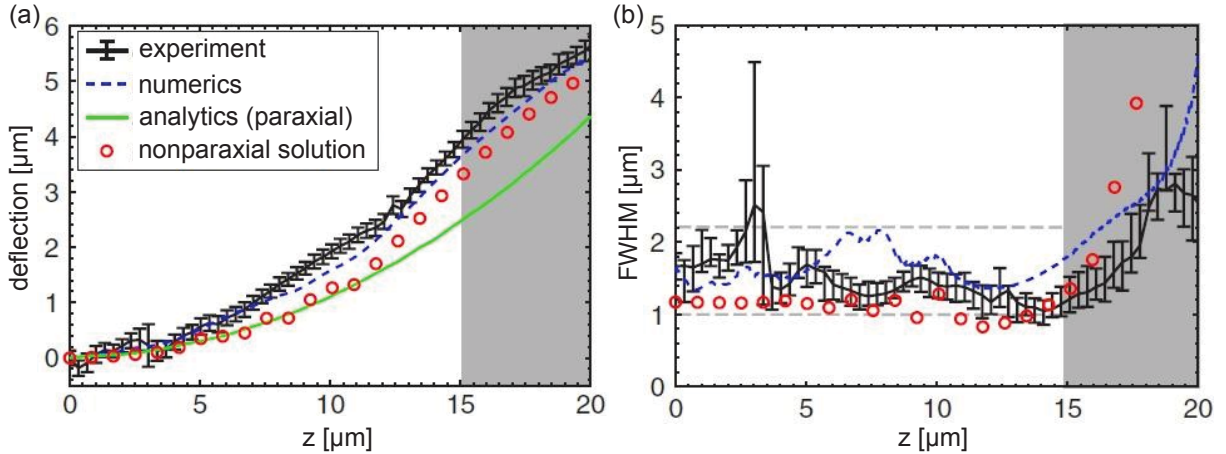 (a)
6
5
4
3
2
1
0
deflection [μm]
experiment
numerics
analytics (paraxial)
nonparaxial solution
0 5 10 15 20
z [μm]
(b)
5
4
3
2
1
0
FWHM [μm]
0 5 10 15 20
z [μm]